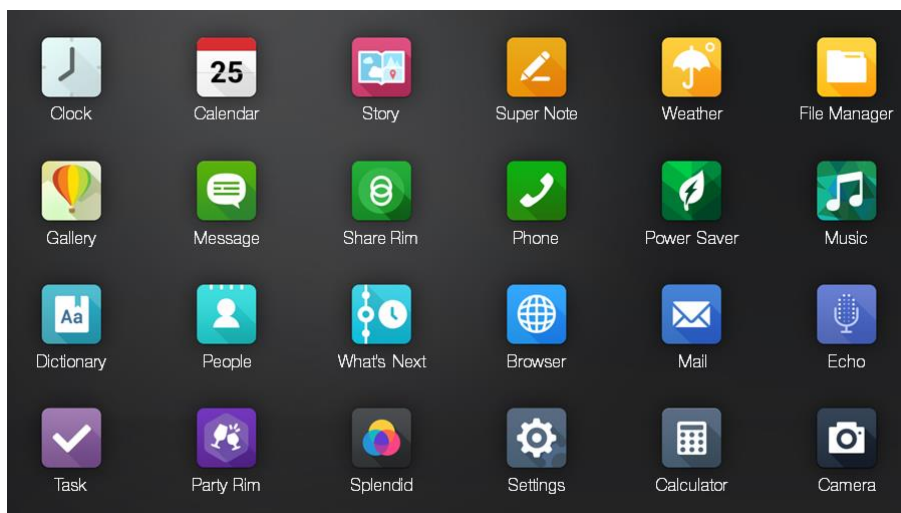 25
Clock Calendar Story Super Note Weather File Manager
Gallery Message Share Rim Phone Power Saver Music
Aa
Dictionary People What's Next Browser Mail Echo
Task Party Rim Splendid Settings Calculator Camera